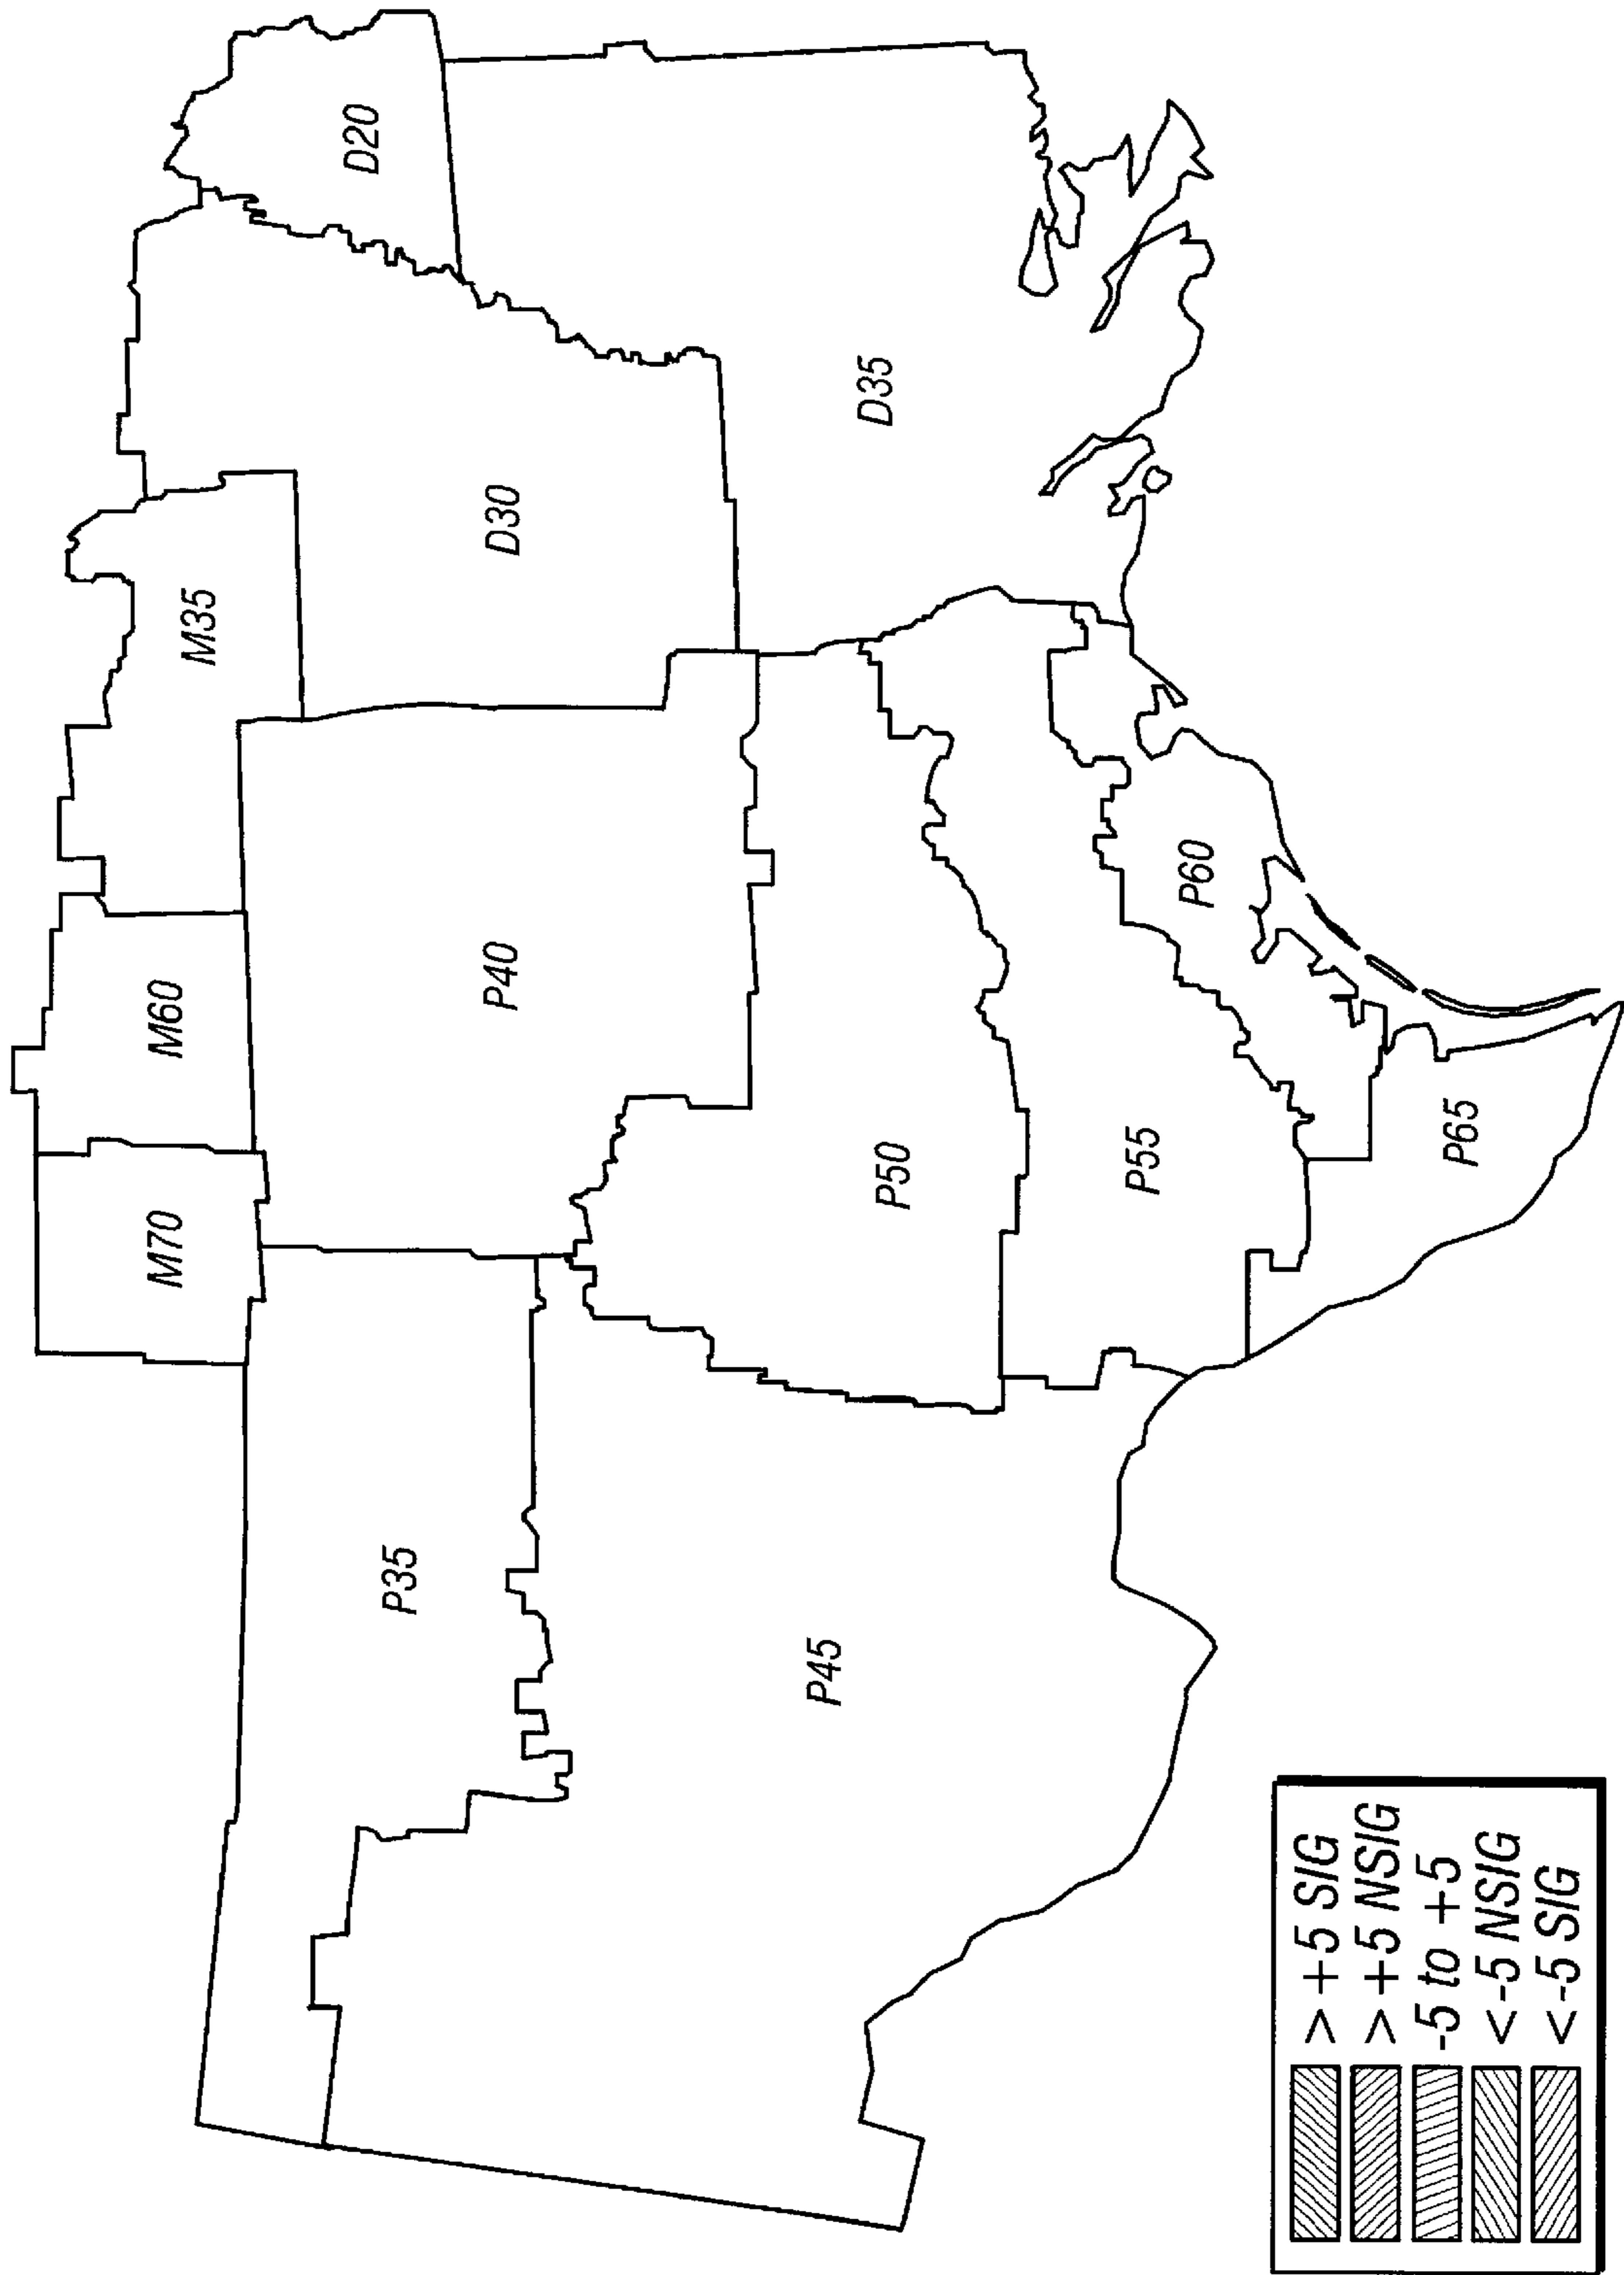 M70
M60
M35
D20
P35
P40
D30
P45
P50
D35
P55
P60
P65
> +5 SIG
> +5 NSIG
-5 to +5
< -5 NSIG
< -5 SIG